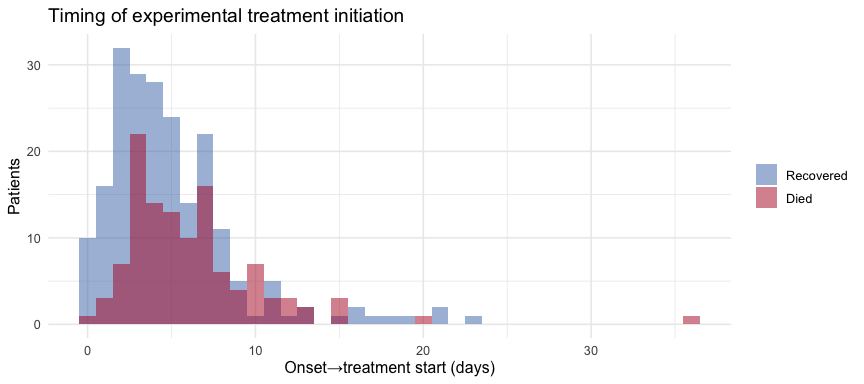 Timing of experimental treatment initiation
Patients
30
20
10
0
0 10 20 30
Onset→treatment start (days)
Recovered
Died